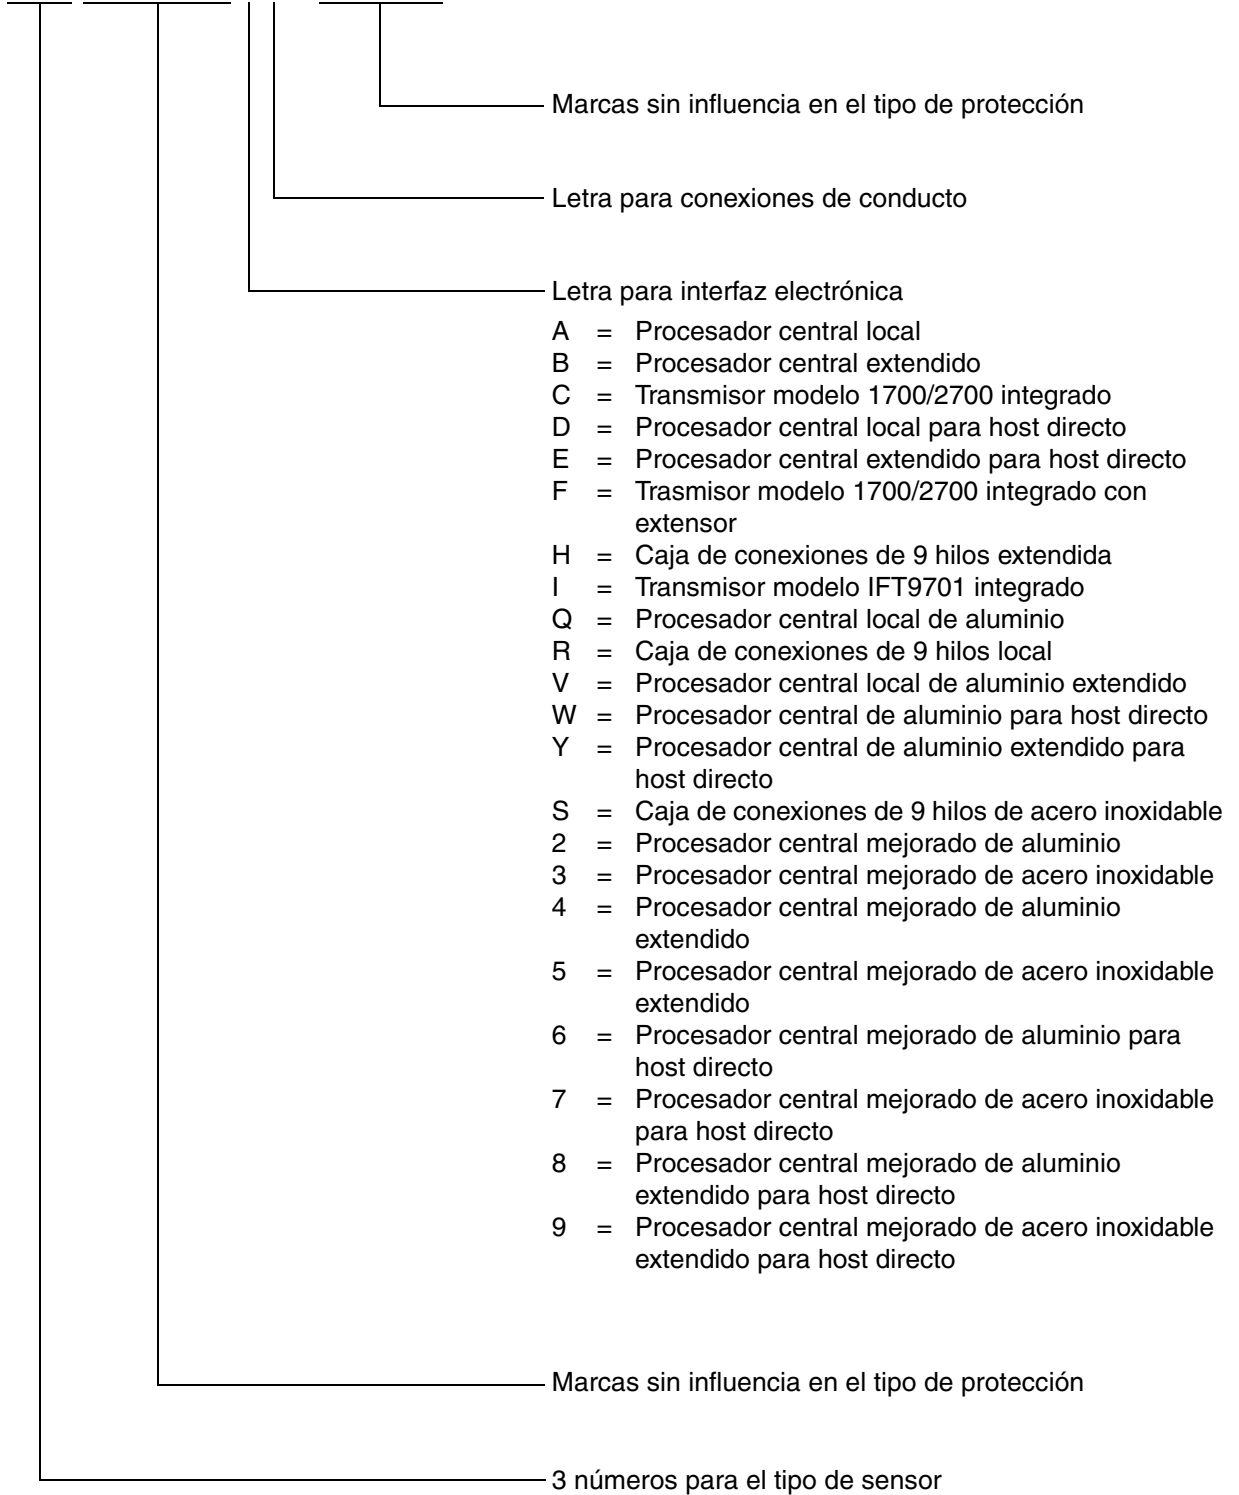 Marcas sin influencia en el tipo de protección
Letra para conexiones de conducto
Letra para interfaz electrónica
A = Procesador central local
B = Procesador central extendido
C = Transmisor modelo 1700/2700 integrado
D = Procesador central local para host directo
E = Procesador central extendido para host directo
F = Trasmisor modelo 1700/2700 integrado con
extensor
H = Caja de conexiones de 9 hilos extendida
I = Transmisor modelo IFT9701 integrado
Q = Procesador central local de aluminio
R = Caja de conexiones de 9 hilos local
V = Procesador central local de aluminio extendido
W = Procesador central de aluminio para host directo
Y = Procesador central de aluminio extendido para
host directo
S = Caja de conexiones de 9 hilos de acero inoxidable
2 = Procesador central mejorado de aluminio
3 = Procesador central mejorado de acero inoxidable
4 = Procesador central mejorado de aluminio
extendido
5 = Procesador central mejorado de acero inoxidable
extendido
6 = Procesador central mejorado de aluminio para
host directo
7 = Procesador central mejorado de acero inoxidable
para host directo
8 = Procesador central mejorado de aluminio
extendido para host directo
9 = Procesador central mejorado de acero inoxidable
extendido para host directo
Marcas sin influencia en el tipo de protección
3 números para el tipo de sensor